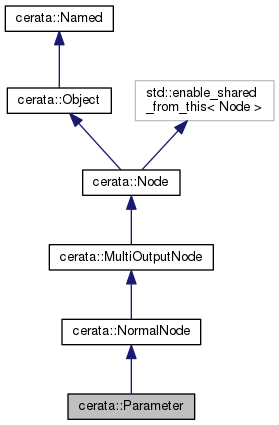 cerata::Named
cerata::Object
std::enable_shared
_from_this< Node >
cerata::Node
cerata::MultiOutputNode
cerata::NormalNode
cerata::Parameter